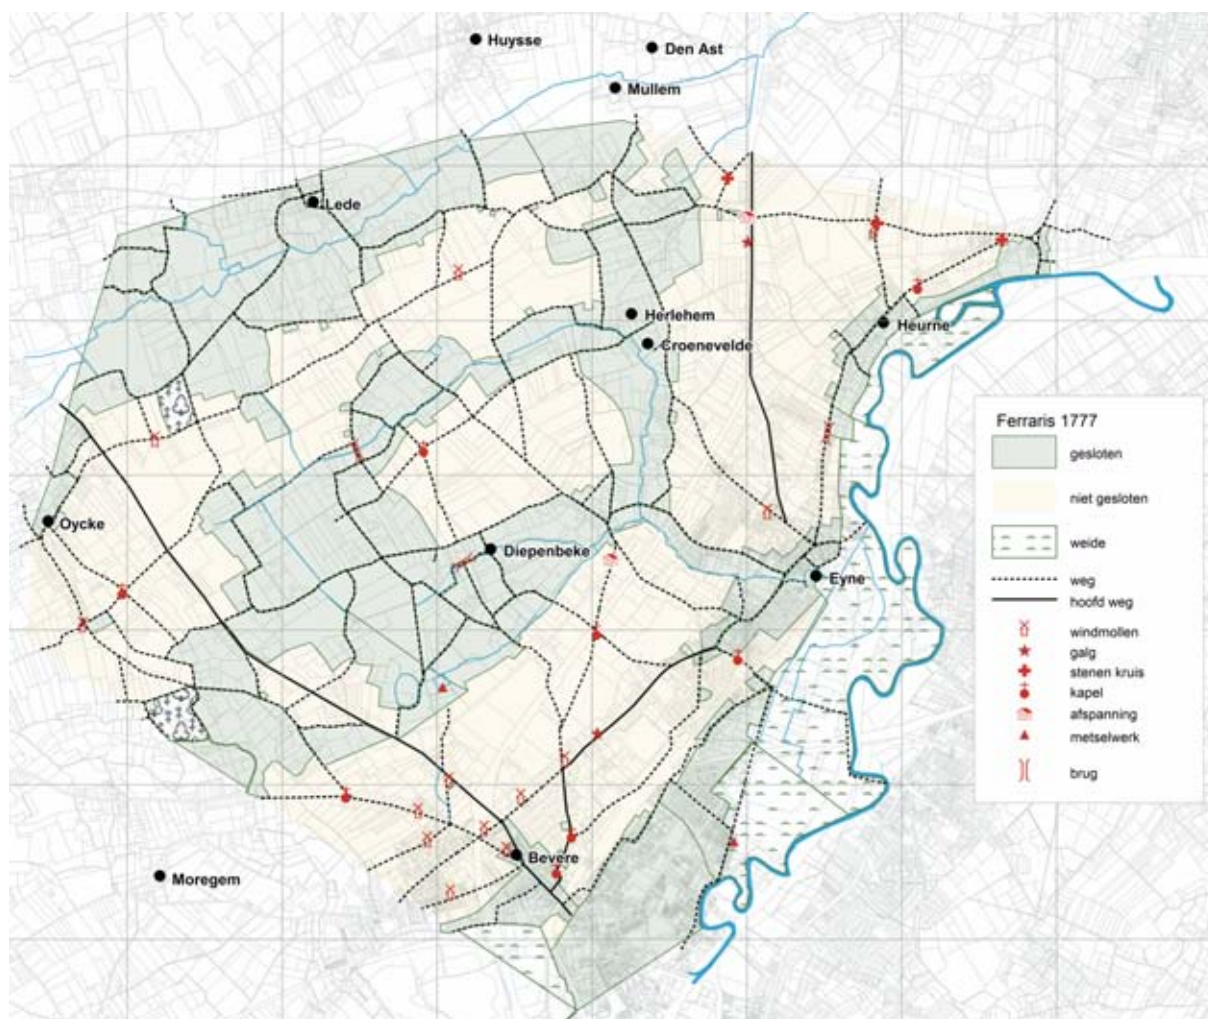 Huysse
Den Ast
Mullem
Lede
Herlehem
Croenevelde
Heurne
Oycke
Diepenbeke
Eyne
Bevere
Moregem
Ferraris 1777
gesloten
niet gesloten
weide
weg
hoofd weg
windmollen
galg
stenen kruis
kapel
afspanning
metselwerk
brug